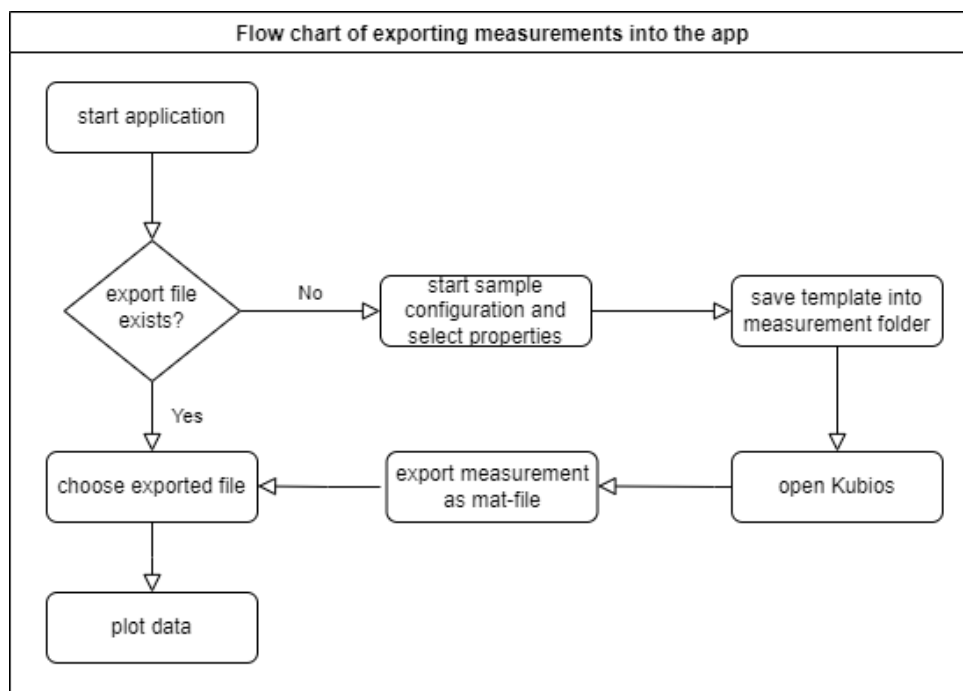 Flow chart of exporting measurements into the app
start application
export file
exists?
No
start sample
configuration and
select properties
save template into
measurement folder
Yes
choose exported file
export measurement
as mat-file
open Kubios
plot data